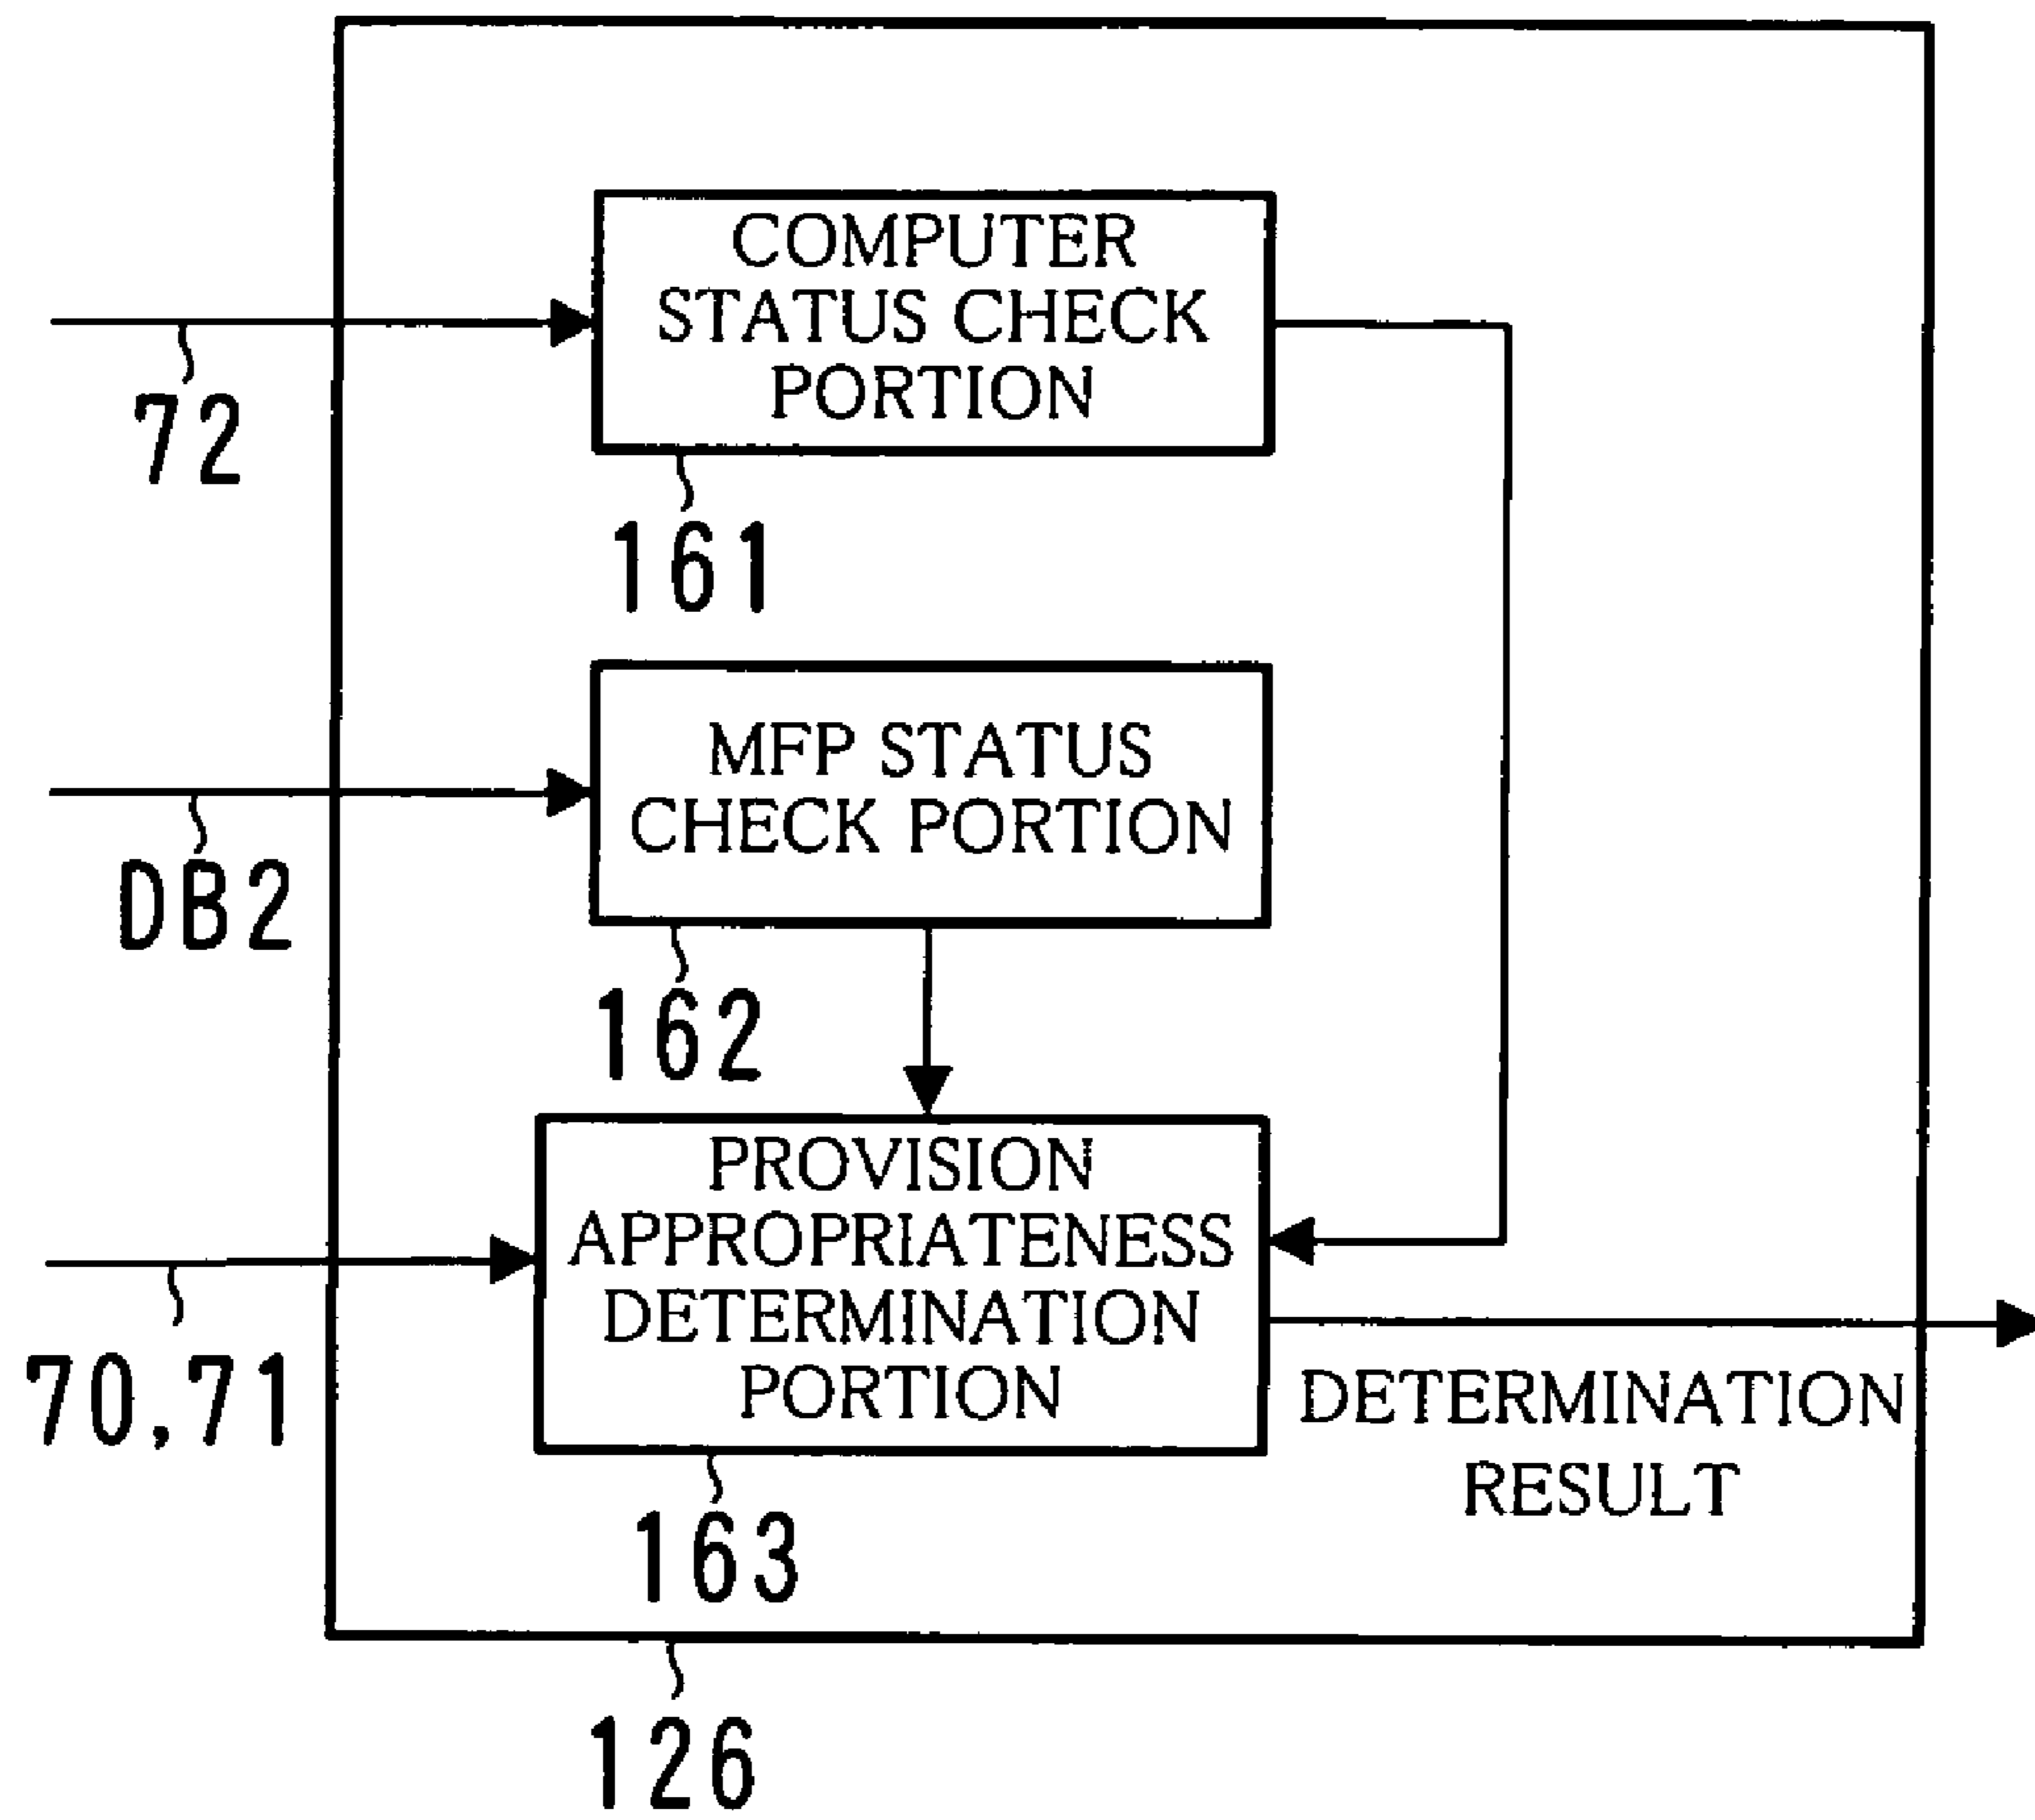 COMPUTER
STATUS CHECK
PORTION
72
161
MFP STATUS
CHECK PORTION
DB2
162
PROVISION
APPROPRIATENESS
DETERMINATION
PORTION
70,71
DETERMINATION
RESULT
163
126